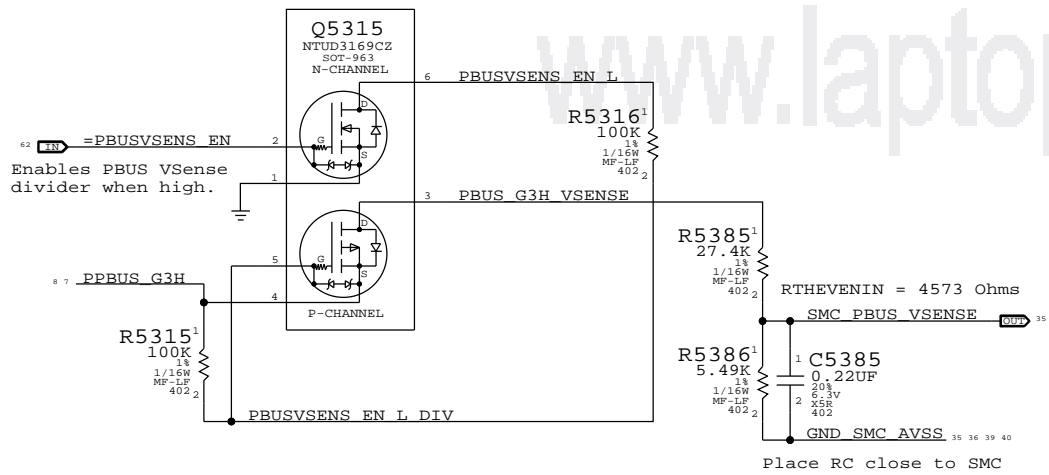 www.lapto
Q5315
NTUD3169CZ
SOT-963
N-CHANNEL
6
PBUSVSENS_EN_L
D
R5316
1
100K
1%
1/16W
MF-LF
402
2
62
IN
=PBUSVSENS_EN
2
G
S
Enables PBUS VSense
divider when high.
1
3
PBUS_G3H_VSENSE
D
R5385
1
27.4K
1%
1/16W
MF-LF
402
2
5
G
S
8 7
PPBUS_G3H
4
P-CHANNEL
RTHEVENIN = 4573 Ohms
SMC_PBUS_VSENSE
OUT
35
R5315
1
100K
1%
1/16W
MF-LF
402
2
R5386
1
5.49K
1%
1/16W
MF-LF
402
2
1
C5385
0.22UF
20%
6.3V
X5R
402
2
PBUSVSENS_EN_L_DIV
GND_SMC_AVSS
35 36 39 40
Place RC close to SMC